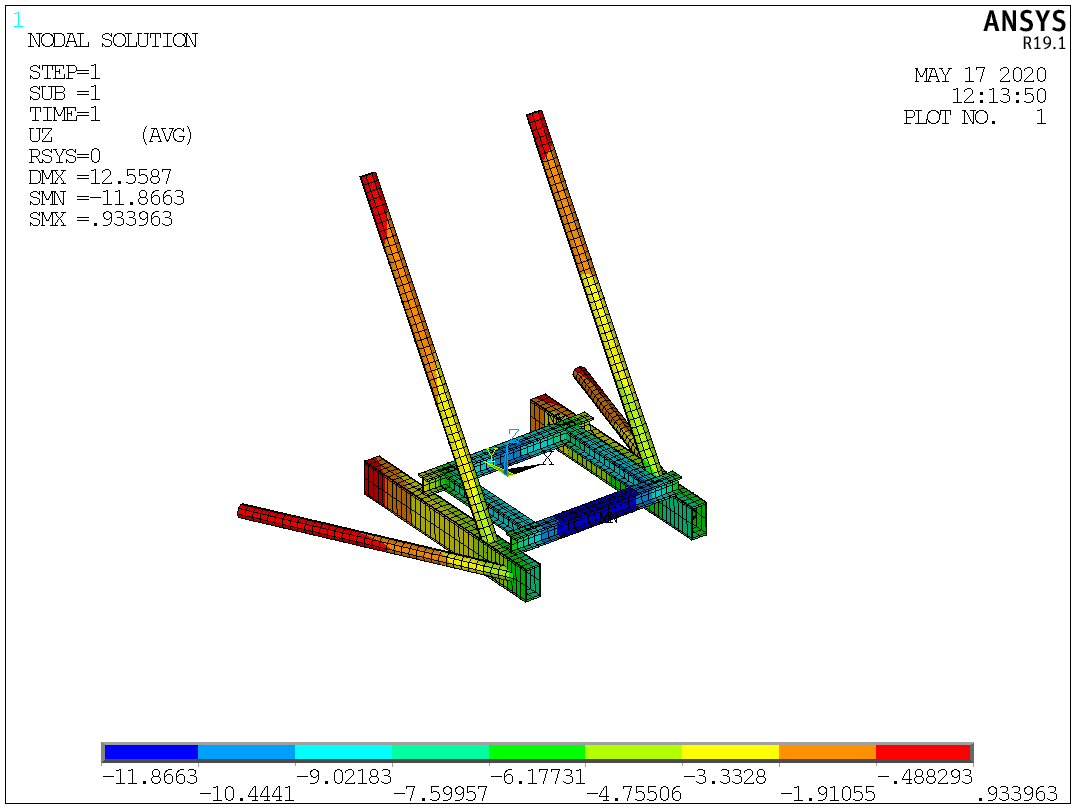 1
NODAL SOLUTION
STEP=1
SUB =1
TIME=1
UZ (AVG)
RSYS=0
DMX =12.5587
SMN =-11.8663
SMX =.933963
ANSYS
R19.1
MAY 17 2020
12:13:50
PLOT NO. 1
Z
Y
X
-11.8663 -9.02183 -6.17731 -3.3328 -.488293
-10.4441 -7.59957 -4.75506 -1.91055 .933963